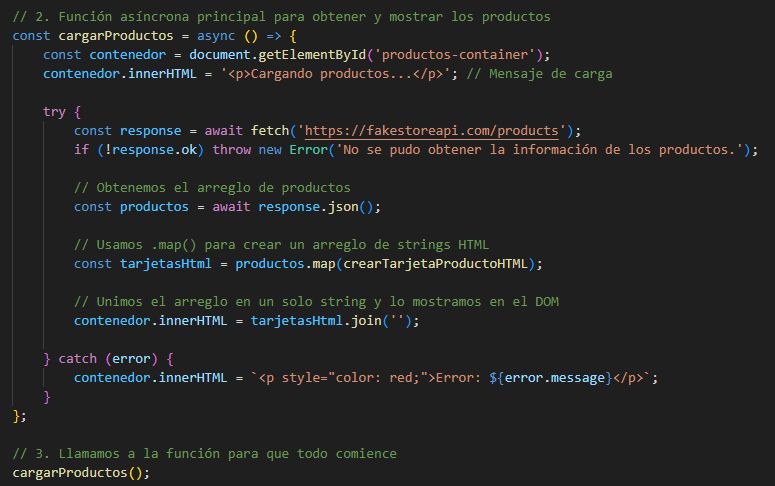 // 2. Función asíncrona principal para obtener y mostrar los productos
const cargarProductos = async () => {
    const contenedor = document.getElementById('productos-container');
    contenedor.innerHTML = '<p>Cargando productos...</p>'; // Mensaje de carga

    try {
        const response = await fetch('https://fakestoreapi.com/products');
        if (!response.ok) throw new Error('No se pudo obtener la información de los productos.');

        // Obtenemos el arreglo de productos
        const productos = await response.json();

        // Usamos .map() para crear un arreglo de strings HTML
        const tarjetasHtml = productos.map(crearTarjetaProductoHTML);

        // Unimos el arreglo en un solo string y lo mostramos en el DOM
        contenedor.innerHTML = tarjetasHtml.join('');

    } catch (error) {
        contenedor.innerHTML = `<p style="color: red;">Error: ${error.message}</p>`;
    }
};

// 3. Llamamos a la función para que todo comience
cargarProductos();